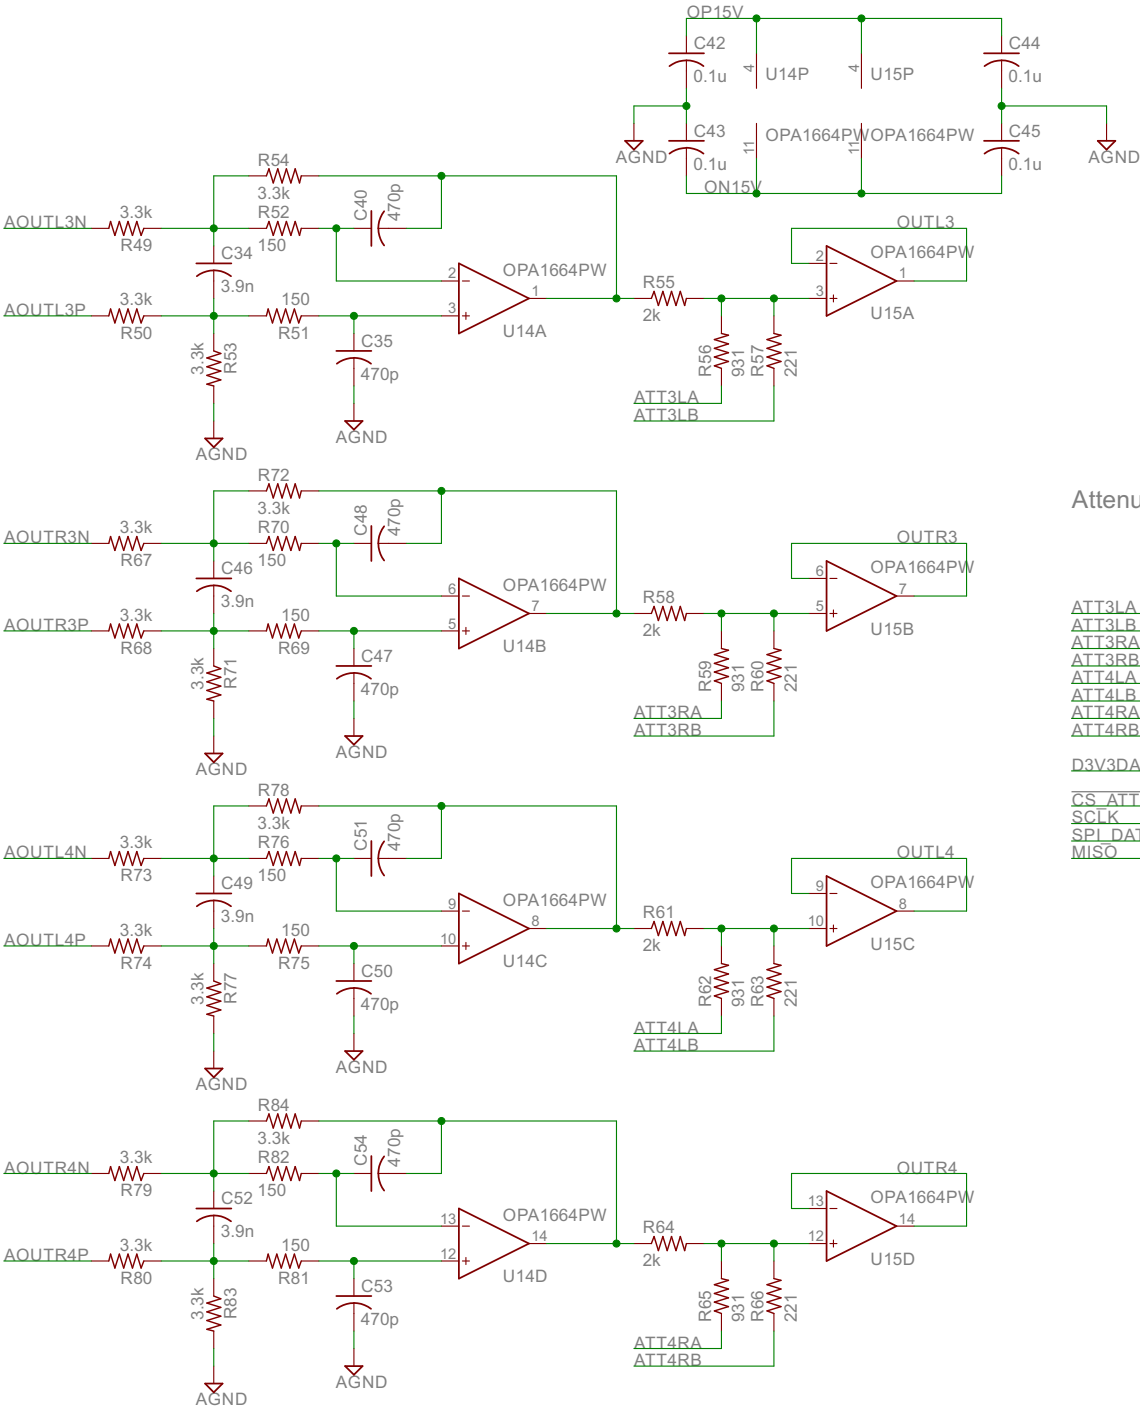 OP15V
C42
0.1u
4
U14P
4
U15P
C44
0.1u
AGND
C43
0.1u
11
OPA1664PW
11
OPA1664PW
C45
0.1u
AGND
ON15V
AOUTL3N
3.3k
R49
R54
3.3k
R52
150
C40
470p
C34
3.9n
AOUTL3P
3.3k
R50
150
R51
3.3k
R53
AGND
C35
470p
AGND
2
3
1
OPA1664PW
U14A
R55
2k
R56
931
R57
221
ATT3LA
ATT3LB
OUTL3
OPA1664PW
2
3
1
U15A
AOUTR3N
3.3k
R67
R72
3.3k
R70
150
C48
470p
C46
3.9n
AOUTR3P
3.3k
R68
150
R69
3.3k
R71
AGND
C47
470p
AGND
6
5
7
OPA1664PW
U14B
R58
2k
R59
931
R60
221
ATT3RA
ATT3RB
OUTR3
OPA1664PW
6
5
7
U15B
Attenu
ATT3LA
ATT3LB
ATT3RA
ATT3RB
ATT4LA
ATT4LB
ATT4RA
ATT4RB
D3V3DA
CS_ATT
SCLK
SPI_DAT
MISO
AOUTL4N
3.3k
R73
R78
3.3k
R76
150
C51
470p
C49
3.9n
AOUTL4P
3.3k
R74
150
R75
3.3k
R77
AGND
C50
470p
AGND
9
10
8
OPA1664PW
U14C
R61
2k
R62
931
R63
221
ATT4LA
ATT4LB
OUTL4
OPA1664PW
9
10
8
U15C
AOUTR4N
3.3k
R79
R84
3.3k
R82
150
C54
470p
C52
3.9n
AOUTR4P
3.3k
R80
150
R81
3.3k
R83
AGND
C53
470p
AGND
13
12
14
OPA1664PW
U14D
R64
2k
R65
931
R66
221
ATT4RA
ATT4RB
OUTR4
OPA1664PW
13
12
14
U15D